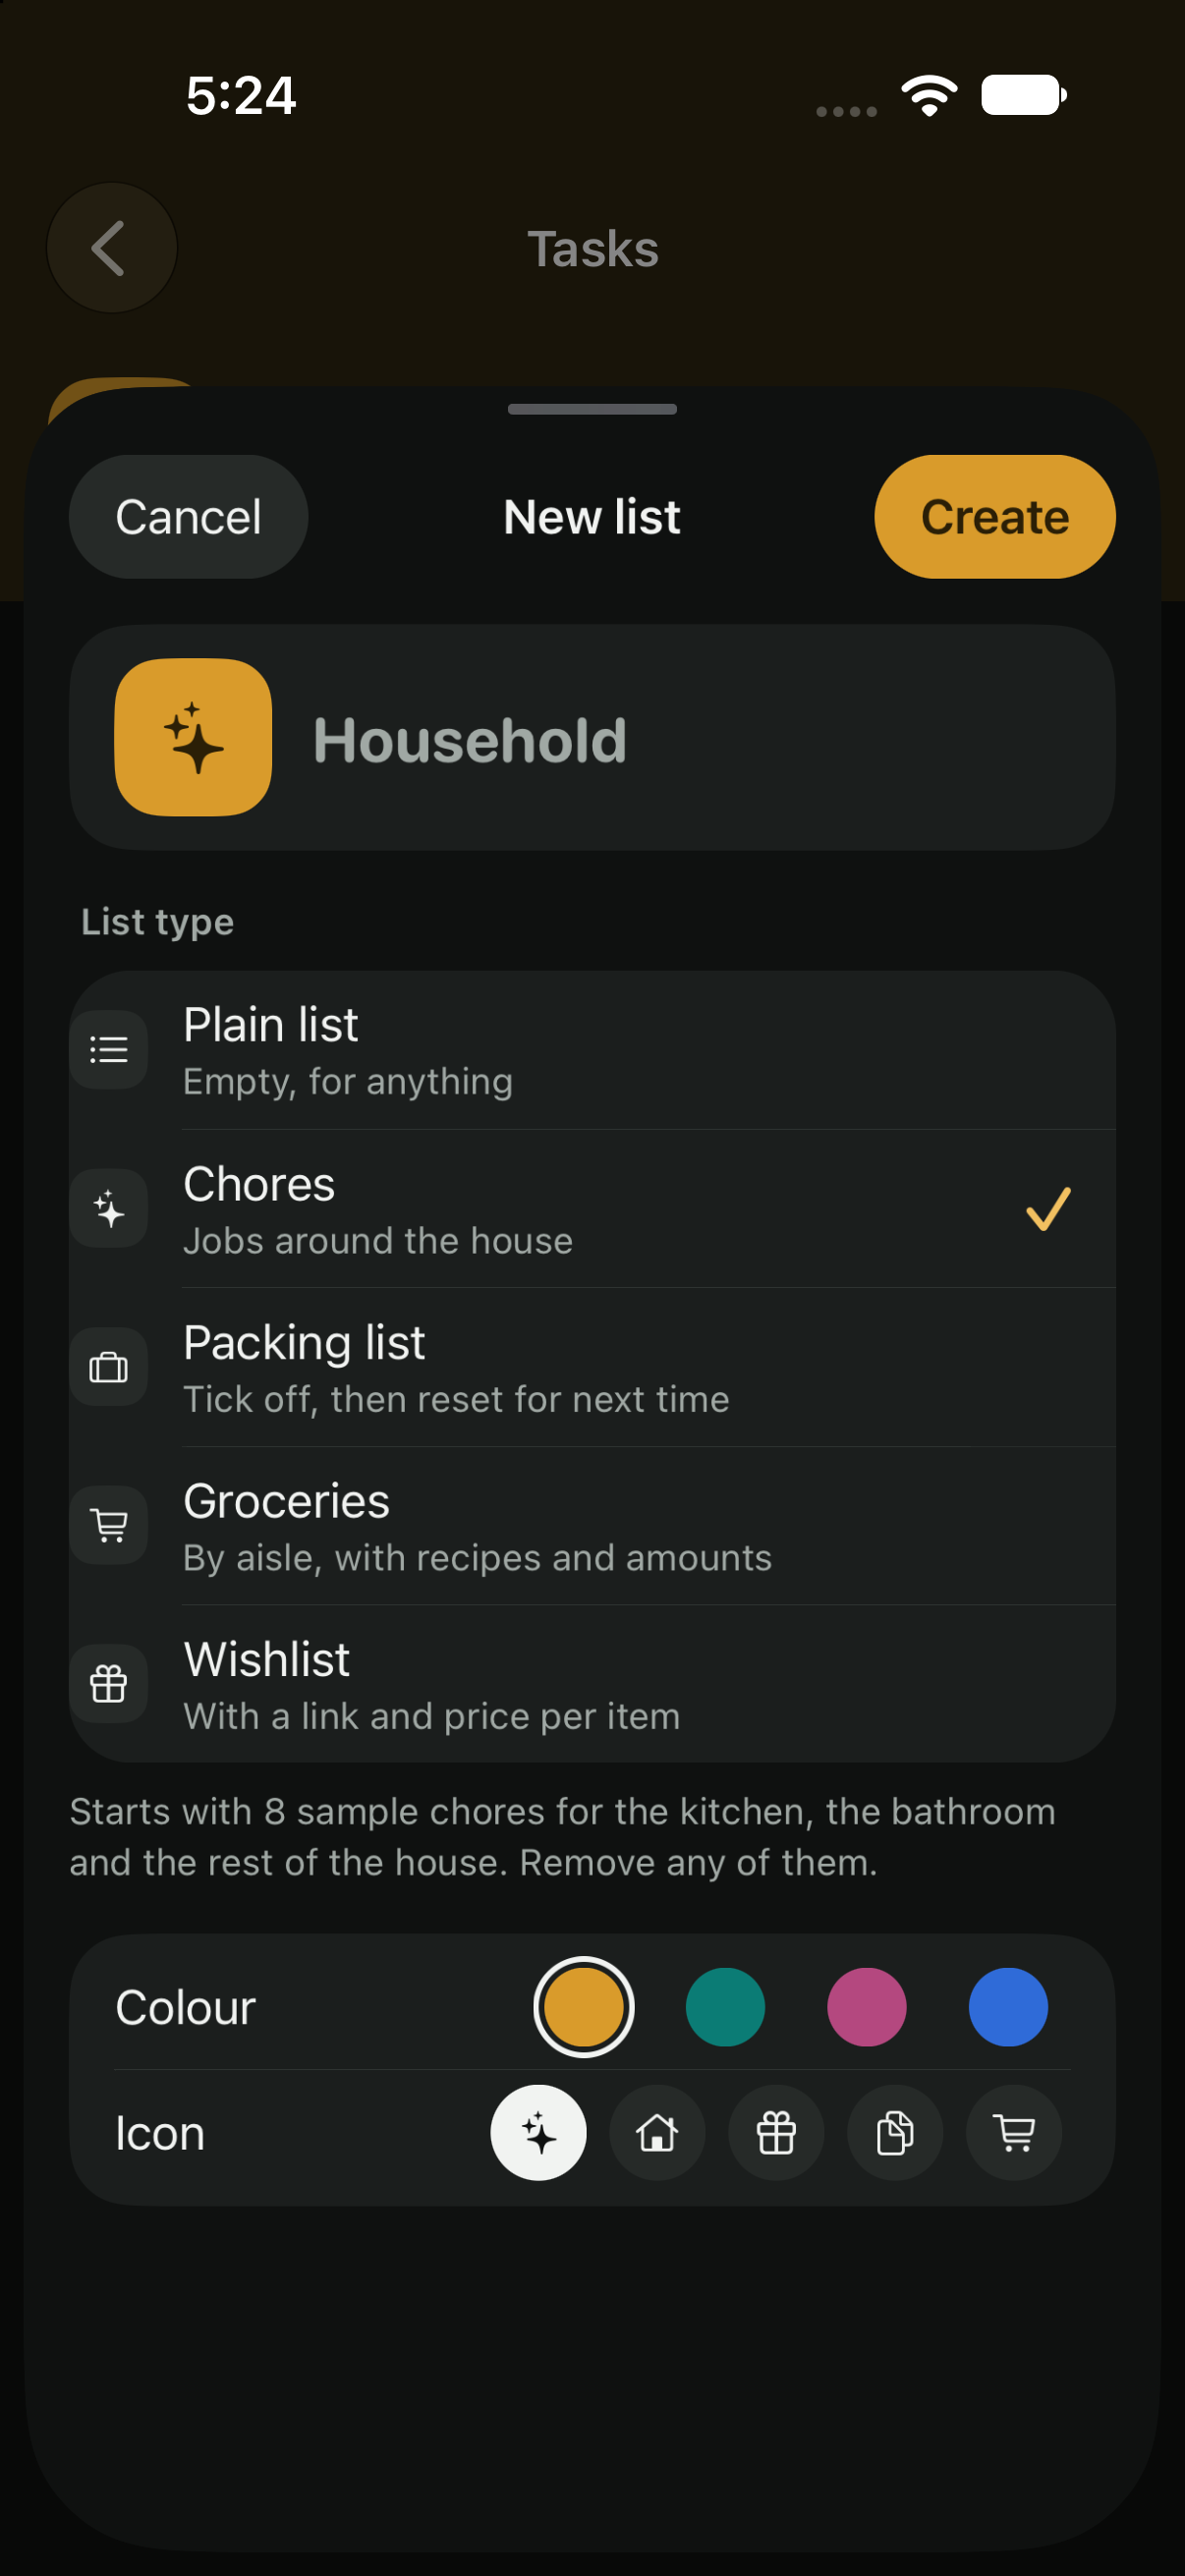 5:24
Tasks
Cancel
New list
Create
Household
List type
Plain list
Empty, for anything
Chores
Jobs around the house
Packing list
Tick off, then reset for next time
Groceries
By aisle, with recipes and amounts
Wishlist
With a link and price per item
Starts with 8 sample chores for the kitchen, the bathroom
and the rest of the house. Remove any of them.
Colour
Icon